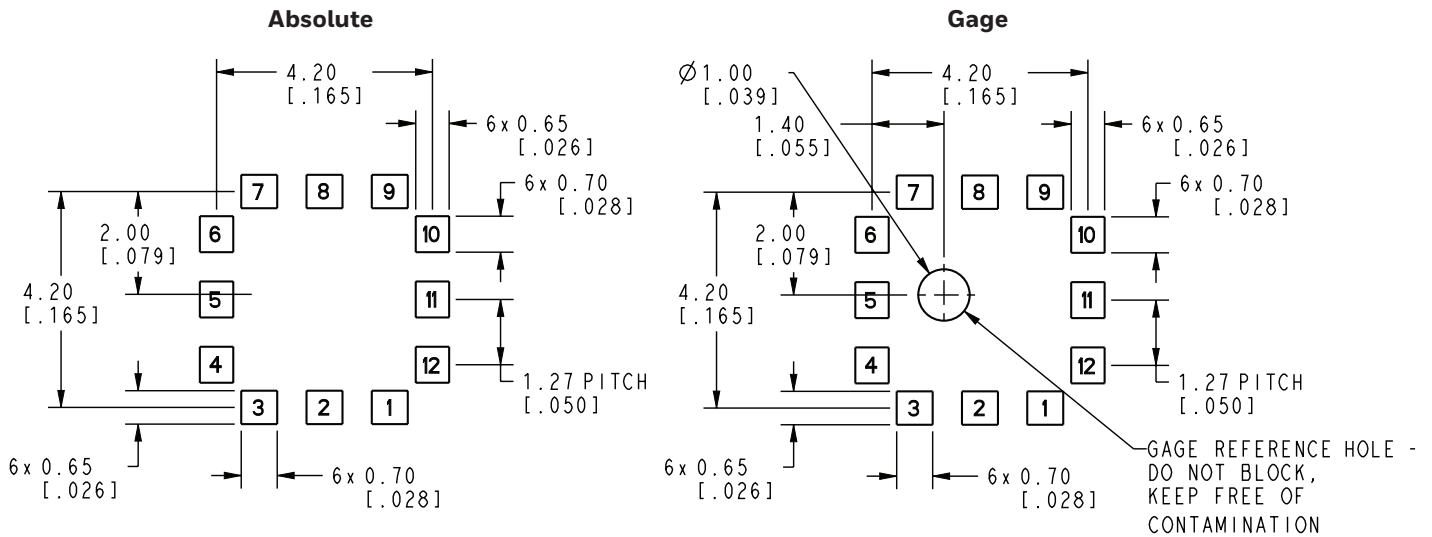 Absolute
4.20
[.165]
6x 0.65
[.026]
6x 0.70
[.028]
7 8 9
6 10
2.00
[.079]
5 11
4.20
[.165]
4 12
1.27 PITCH
[.050]
3 2 1
6x 0.65
[.026]
6x 0.70
[.028]
Gage
Ø1.00
[.039]
4.20
[.165]
1.40
[.055]
6x 0.65
[.026]
6x 0.70
[.028]
7 8 9
6 10
2.00
[.079]
5 11
4.20
[.165]
4 12
1.27 PITCH
[.050]
3 2 1
6x 0.65
[.026]
6x 0.70
[.028]
GAGE REFERENCE HOLE -
DO NOT BLOCK,
KEEP FREE OF
CONTAMINATION